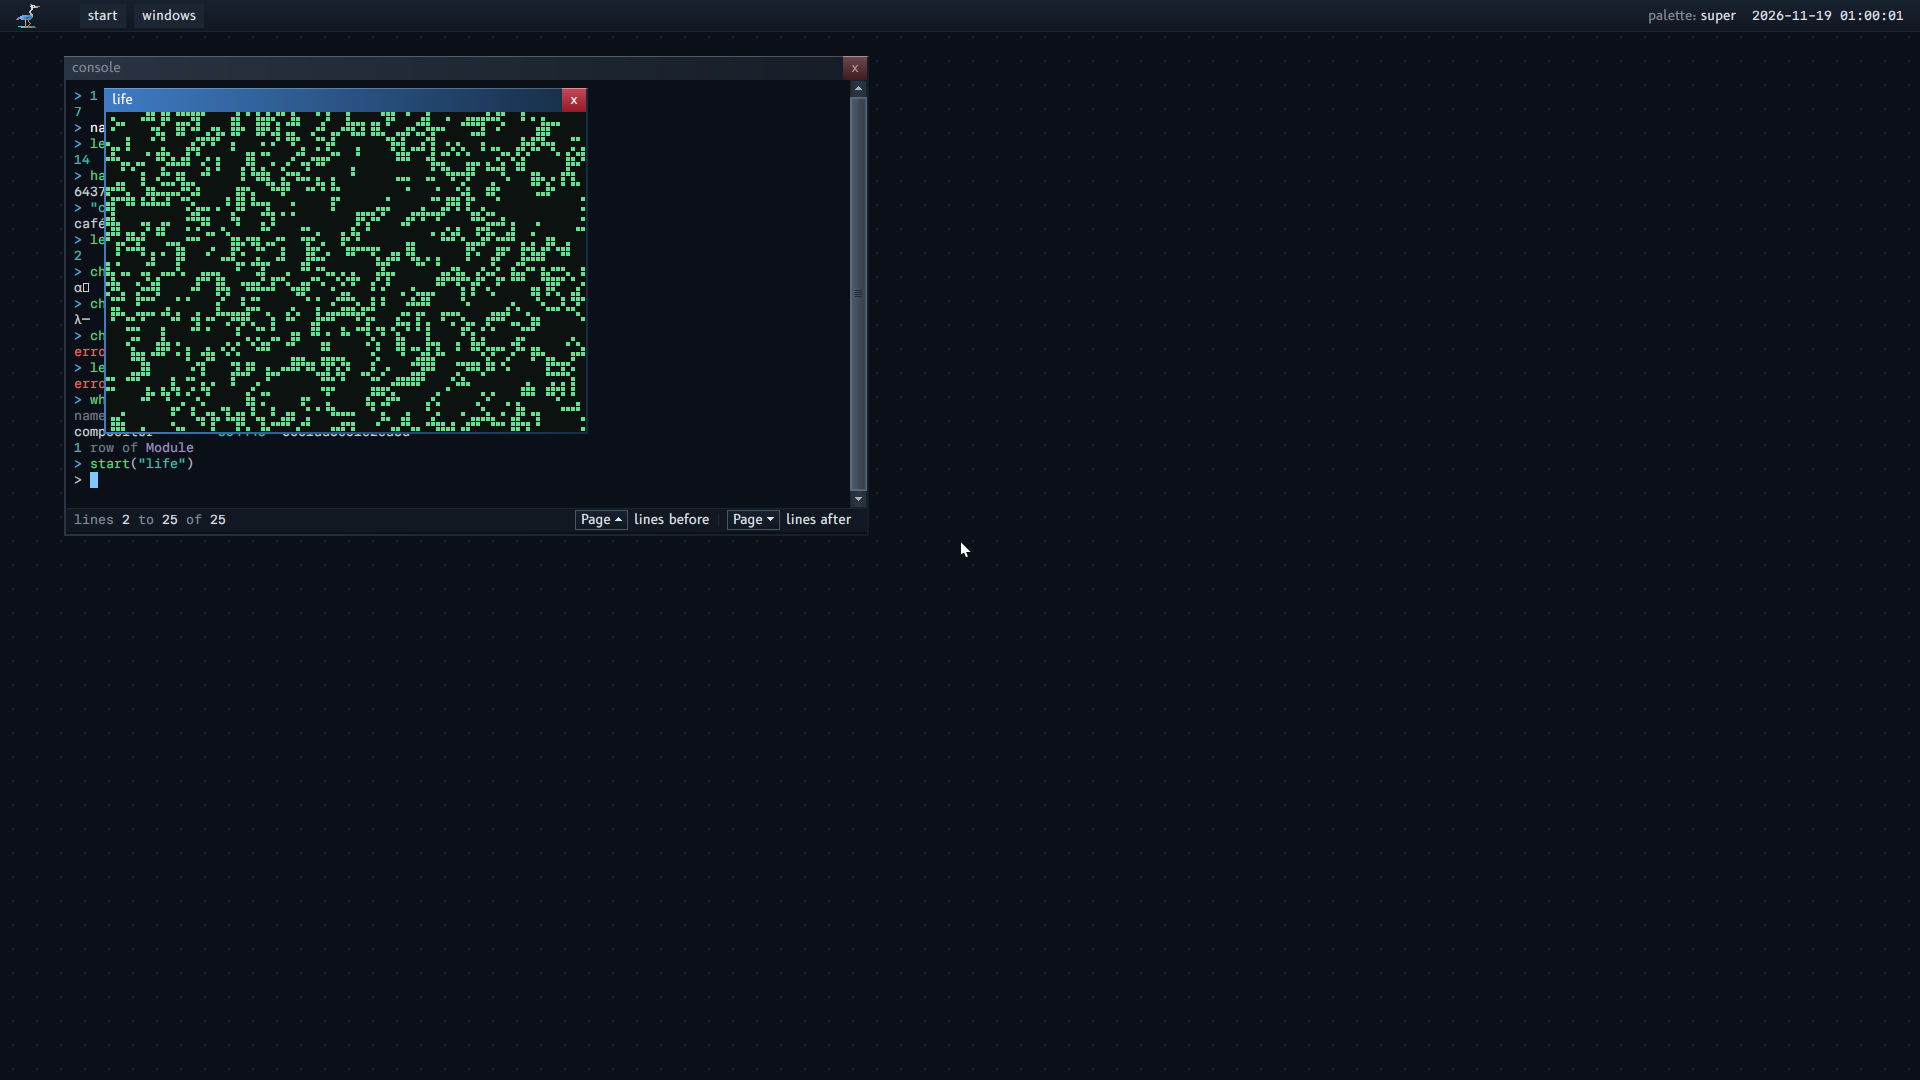 start windows palette: super 2026-11-19 01:00:01
console x
life x
> 1
7
> na
> le
14
> ha
6437
> "c
café
> le
2
> ch
α
> ch
λ—
> ch
erro
> le
erro
> wh
name
1 row of Module
> start("life")
>
lines 2 to 25 of 25 Page lines before Page lines after